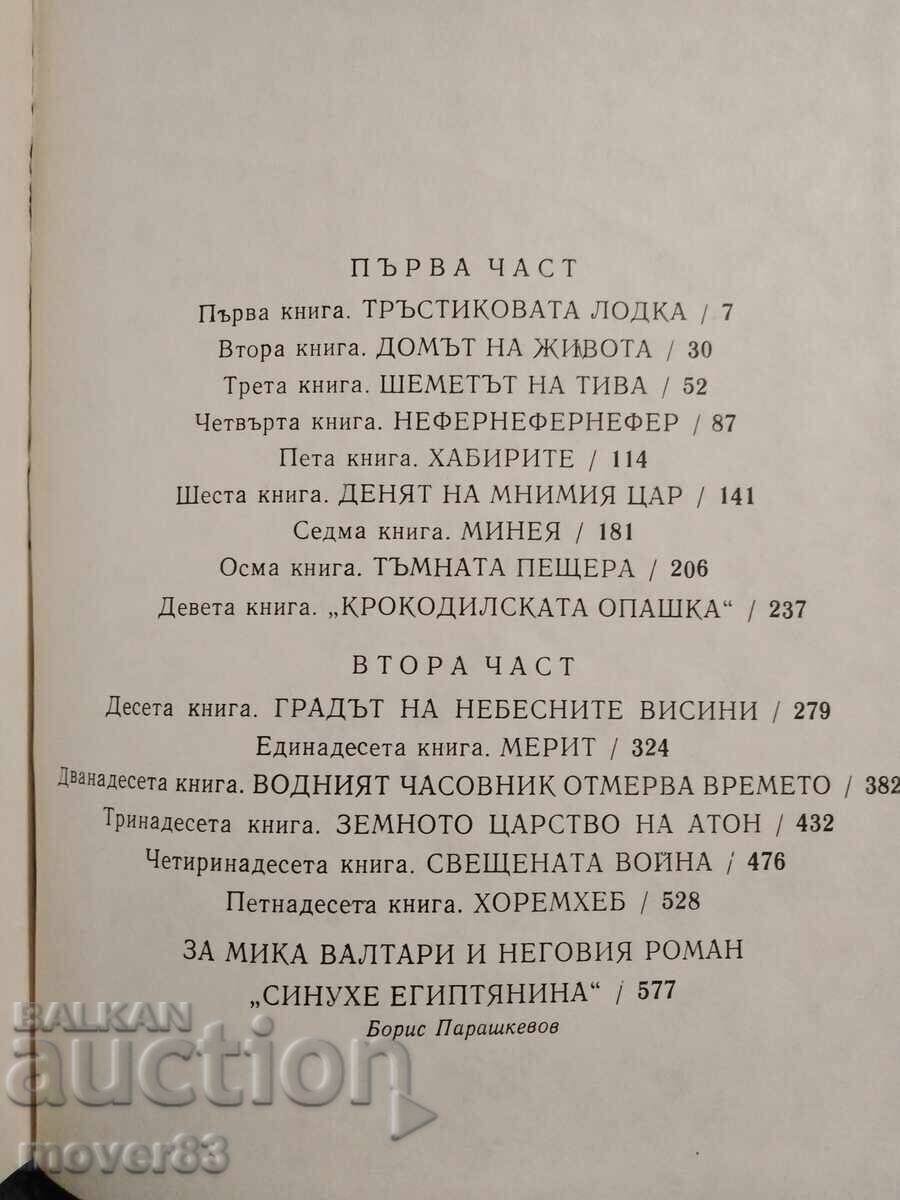 ПЪРВА ЧАСТ
Първа книга. ТРЪСТИКОВАТА ЛОДКА / 7
Втора книга. ДОМЪТ НА ЖИВОТА / 30
Трета книга. ШЕМЕТЪТ НА ТИВА / 52
Четвърта книга. НЕФЕРНЕФЕРНЕФЕР / 87
Пета книга. ХАБИРИТЕ / 114
Шеста книга. ДЕНЯТ НА МНИМИЯ ЦАР / 141
Седма книга. МИНЕЯ / 181
Осма книга. ТЪМНАТА ПЕЩЕРА / 206
Девета книга. „КРОКОДИЛСКАТА ОПАШКА“ / 237
ВТОРА ЧАСТ
Десета книга. ГРАДЪТ НА НЕБЕСНИТЕ ВИСИНИ / 279
Единадесета книга. МЕРИТ / 324
Дванадесета книга. ВОДНИЯТ ЧАСОВНИК ОТМЕРВА ВРЕМЕТО / 382
Тринадесета книга. ЗЕМНОТО ЦАРСТВО НА АТОН / 432
Четиринадесета книга. СВЕЩЕНАТА ВОЙНА / 476
Петнадесета книга. ХОРЕМХЕБ / 528
ЗА МИКА ВАЛТАРИ И НЕГОВИЯ РОМАН
„СИНУХЕ ЕГИПТЯНИНА“ / 577
Борис Парашкевов
BALKAN
auction
mover83